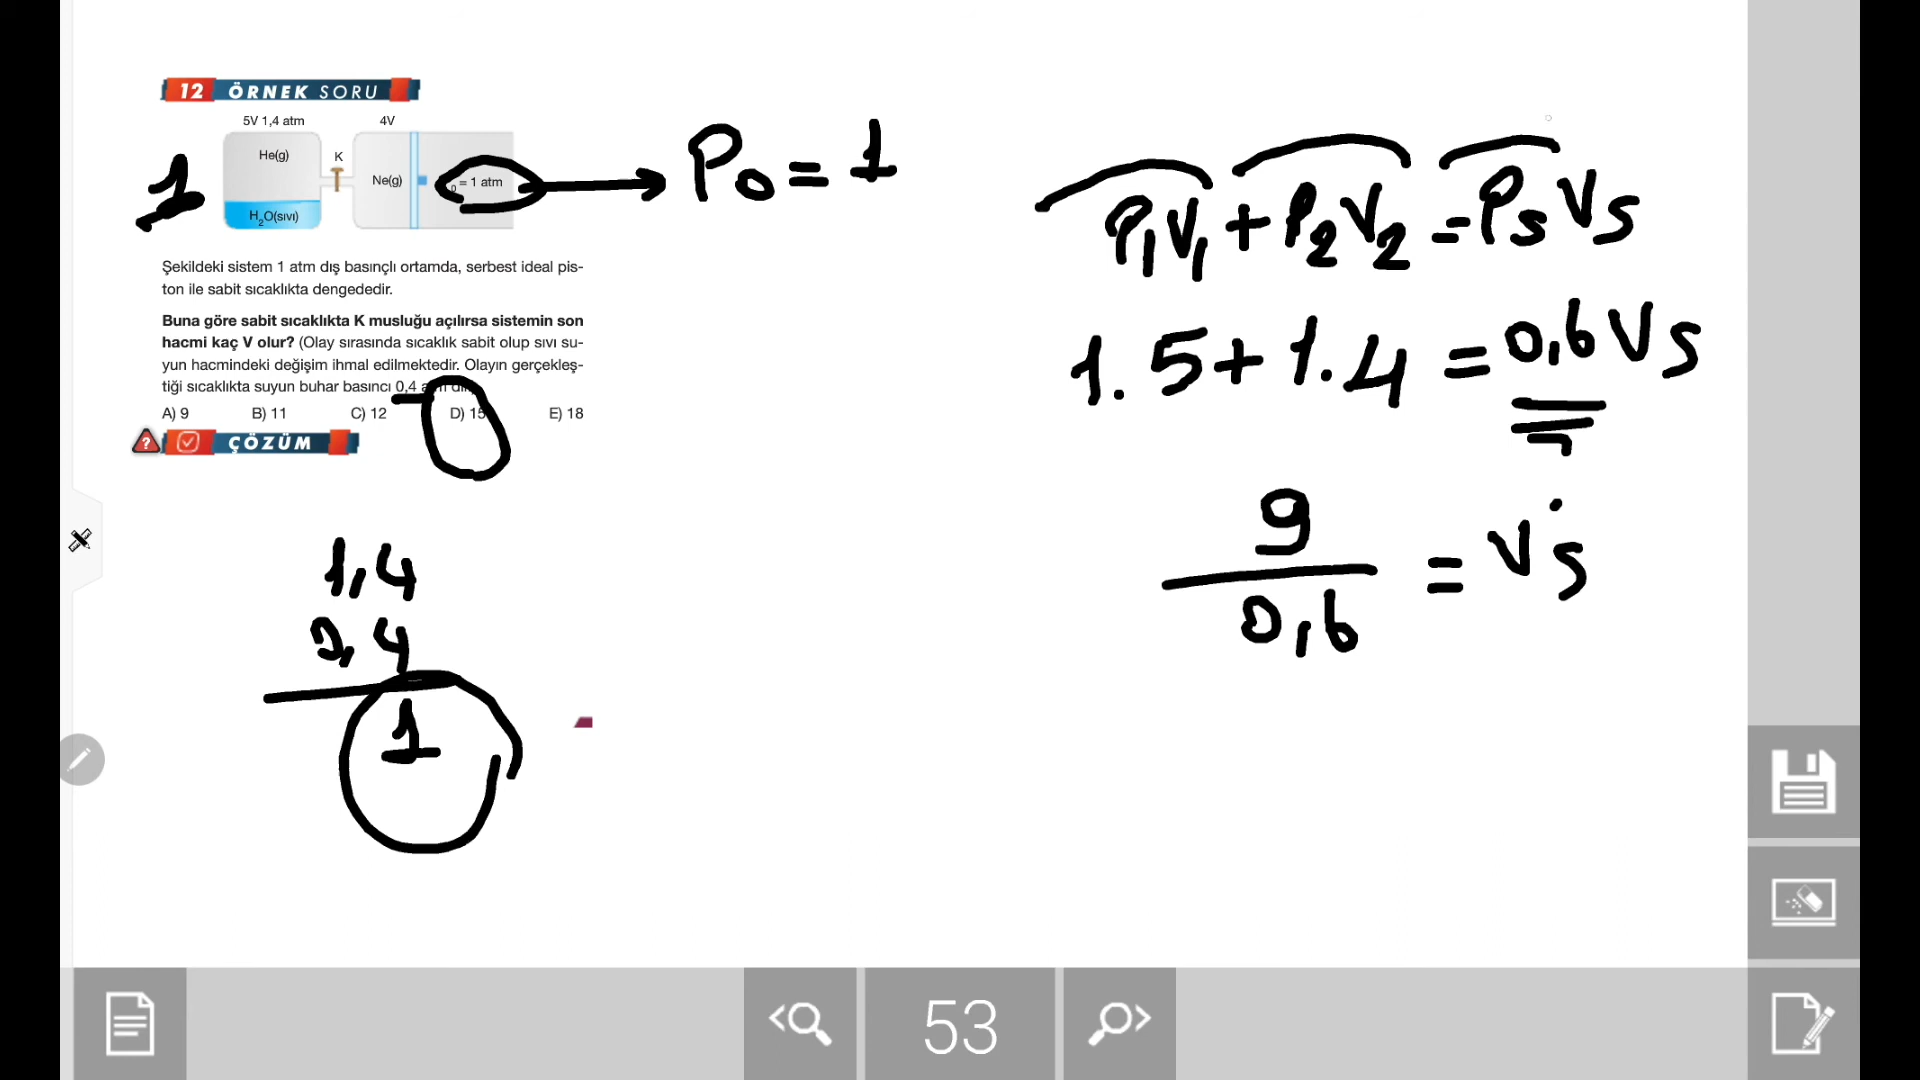 12 ÖRNEK SORU
5V 1,4 atm
4V
He(g)
K
Ne(g)
0 = 1 atm
H2O(sıvı)
1
P0 = 1
Şekildeki sistem 1 atm dış basınçlı ortamda, serbest ideal pis-
ton ile sabit sıcaklıkta dengededir.
Buna göre sabit sıcaklıkta K musluğu açılırsa sistemin son
hacmi kaç V olur? (Olay sırasında sıcaklık sabit olup sıvı su-
yun hacmindeki değişim ihmal edilmektedir. Olayın gerçekleş-
tiği sıcaklıkta suyun buhar basıncı 0,4
A) 9 B) 11 C) 12 D) 15 E) 18
ÇÖZÜM
1,4
0,4
1
P1V1 + P2V2 = PsVs
1.5 + 1.4 = 0,6 Vs
9
0,6
= Vs
53